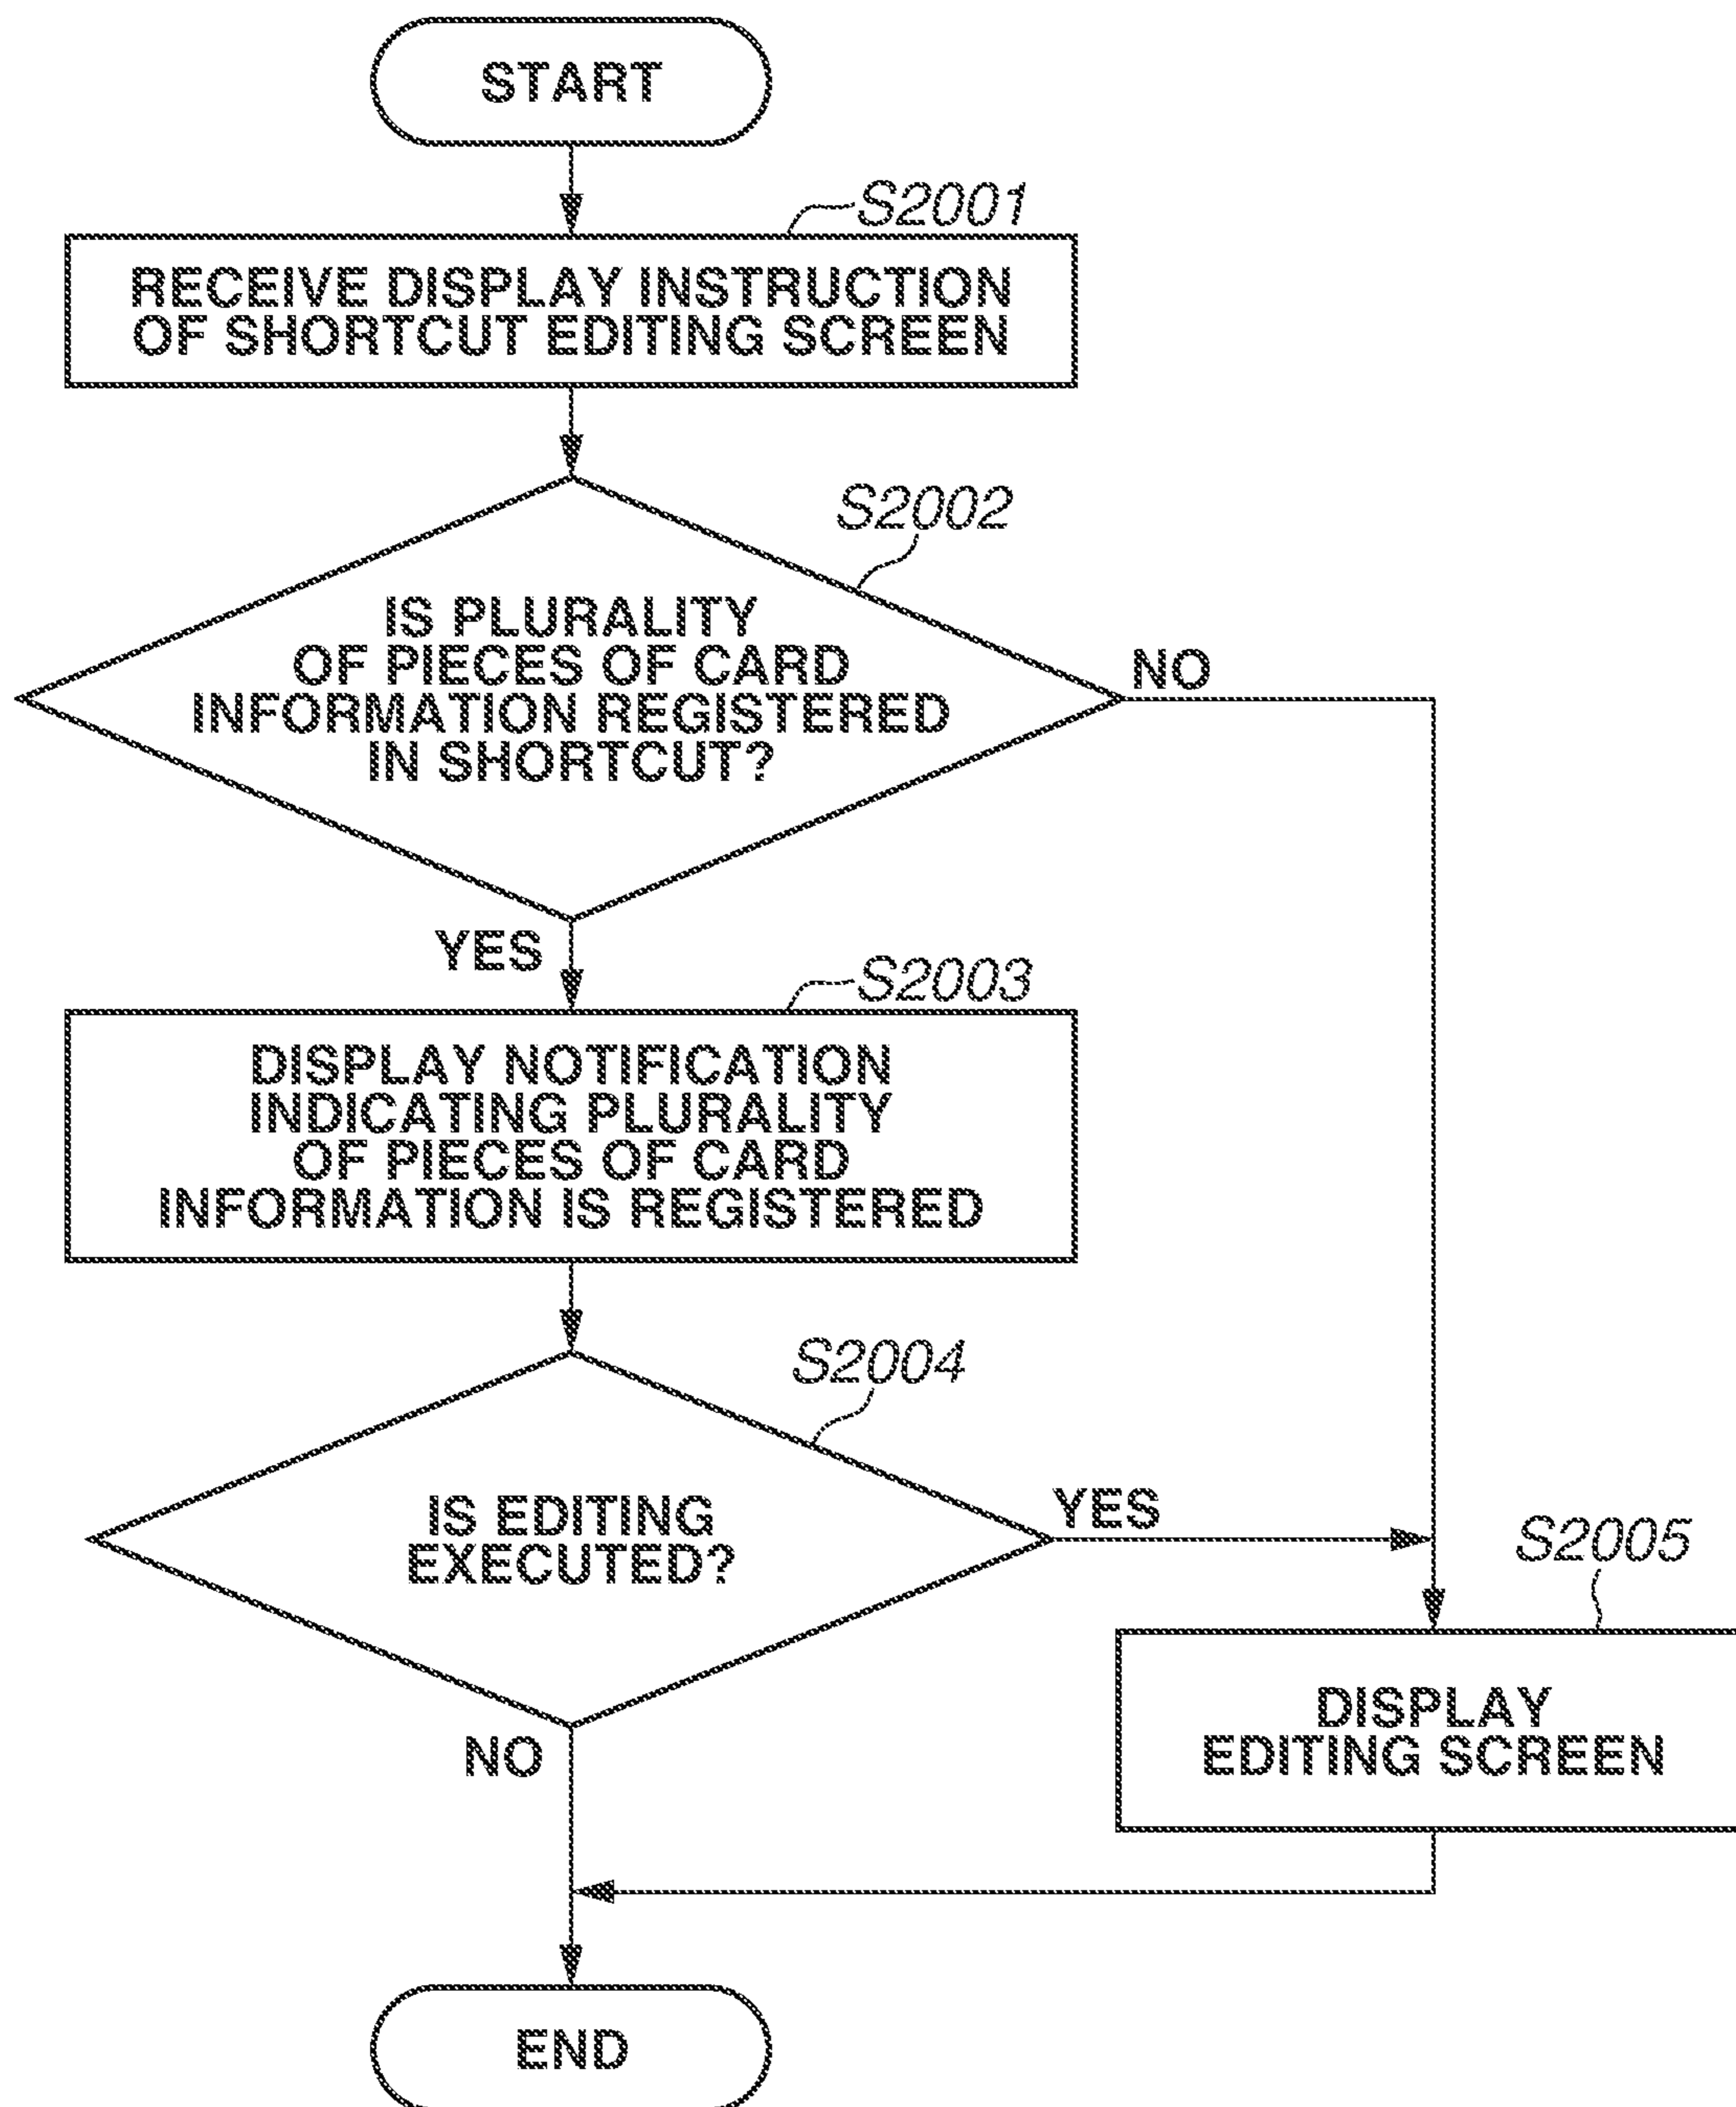 START
S2001
RECEIVE DISPLAY INSTRUCTION
OF SHORTCUT EDITING SCREEN
S2002
IS PLURALITY
OF PIECES OF CARD
INFORMATION REGISTERED
IN SHORTCUT?
NO
YES
S2003
DISPLAY NOTIFICATION
INDICATING PLURALITY
OF PIECES OF CARD
INFORMATION IS REGISTERED
S2004
IS EDITING
EXECUTED?
YES
S2005
DISPLAY
EDITING SCREEN
NO
END